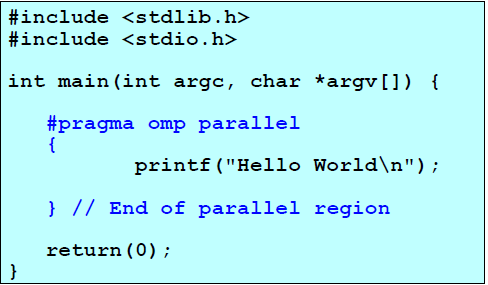 #include <stdlib.h>
#include <stdio.h>
int main(int argc, char *argv[]) {
#pragma omp parallel
{
printf("Hello World\n");
} // End of parallel region
return(0);
}